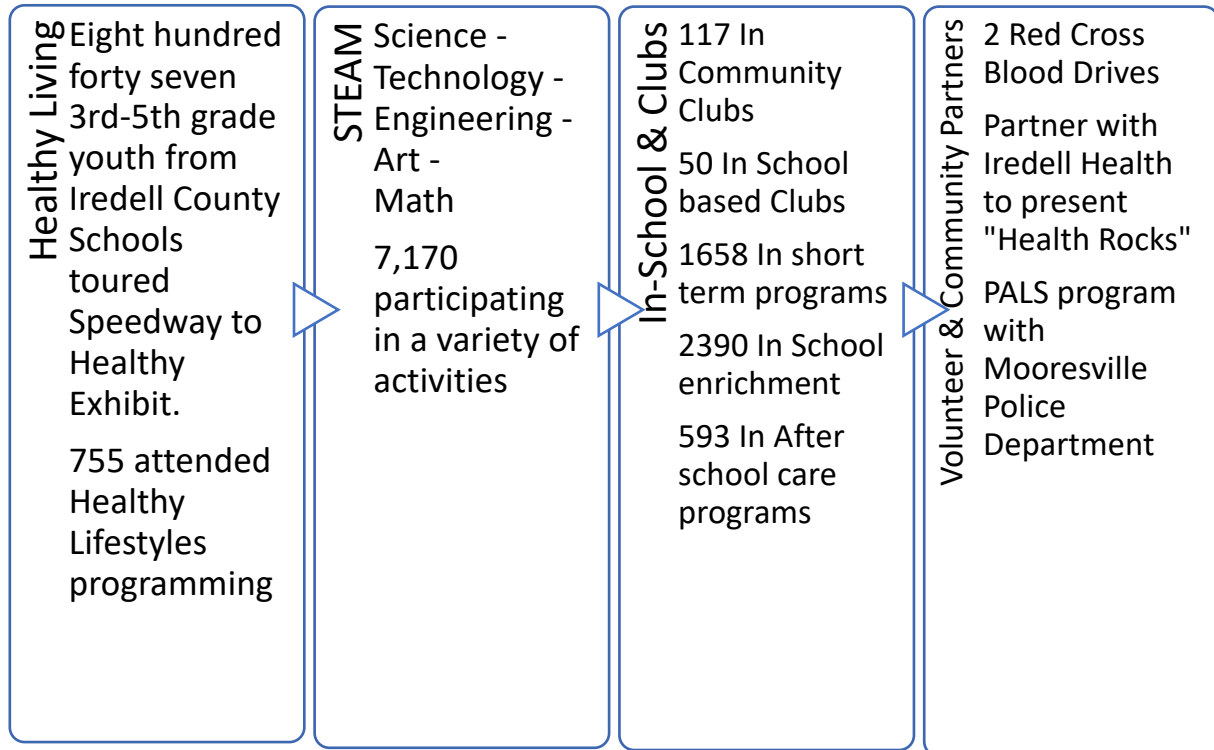 Healthy Living
Eight hundred
forty seven
3rd-5th grade
youth from
Iredell County
Schools
toured
Speedway to
Healthy
Exhibit.
755 attended
Healthy
Lifestyles
programming
STEAM
Science -
Technology -
Engineering -
Art -
Math
7,170
participating
in a variety of
activities
In-School & Clubs
117 In
Community
Clubs
50 In School
based Clubs
1658 In short
term programs
2390 In School
enrichment
593 In After
school care
programs
Volunteer & Community Partners
2 Red Cross
Blood Drives
Partner with
Iredell Health
to present
"Health Rocks"
PALS program
with
Mooresville
Police
Department